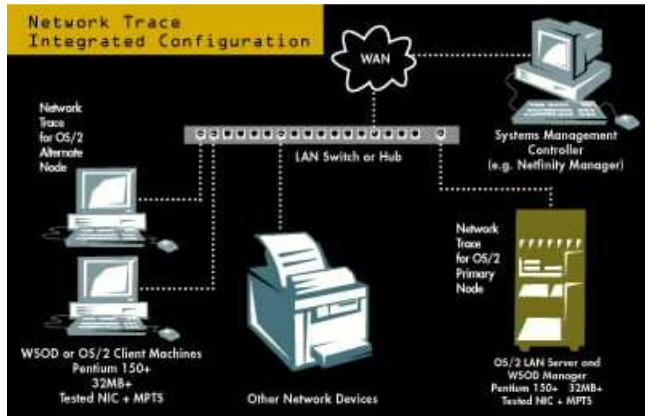 Network Trace
Integrated Configuration
WAN
Network
Trace
for OS/2
Alternate
Node
LAN Switch or Hub
Systems Management
Controller
(e.g. Netfinity Manager)
Network
Trace
for OS/2
Primary
Node
WSOD or OS/2 Client Machines
Pentium 150+
32MB+
Tested NIC + MPTS
Other Network Devices
OS/2 LAN Server and
WSOD Manager
Pentium 150+ 32MB+
Tested NIC + MPTS